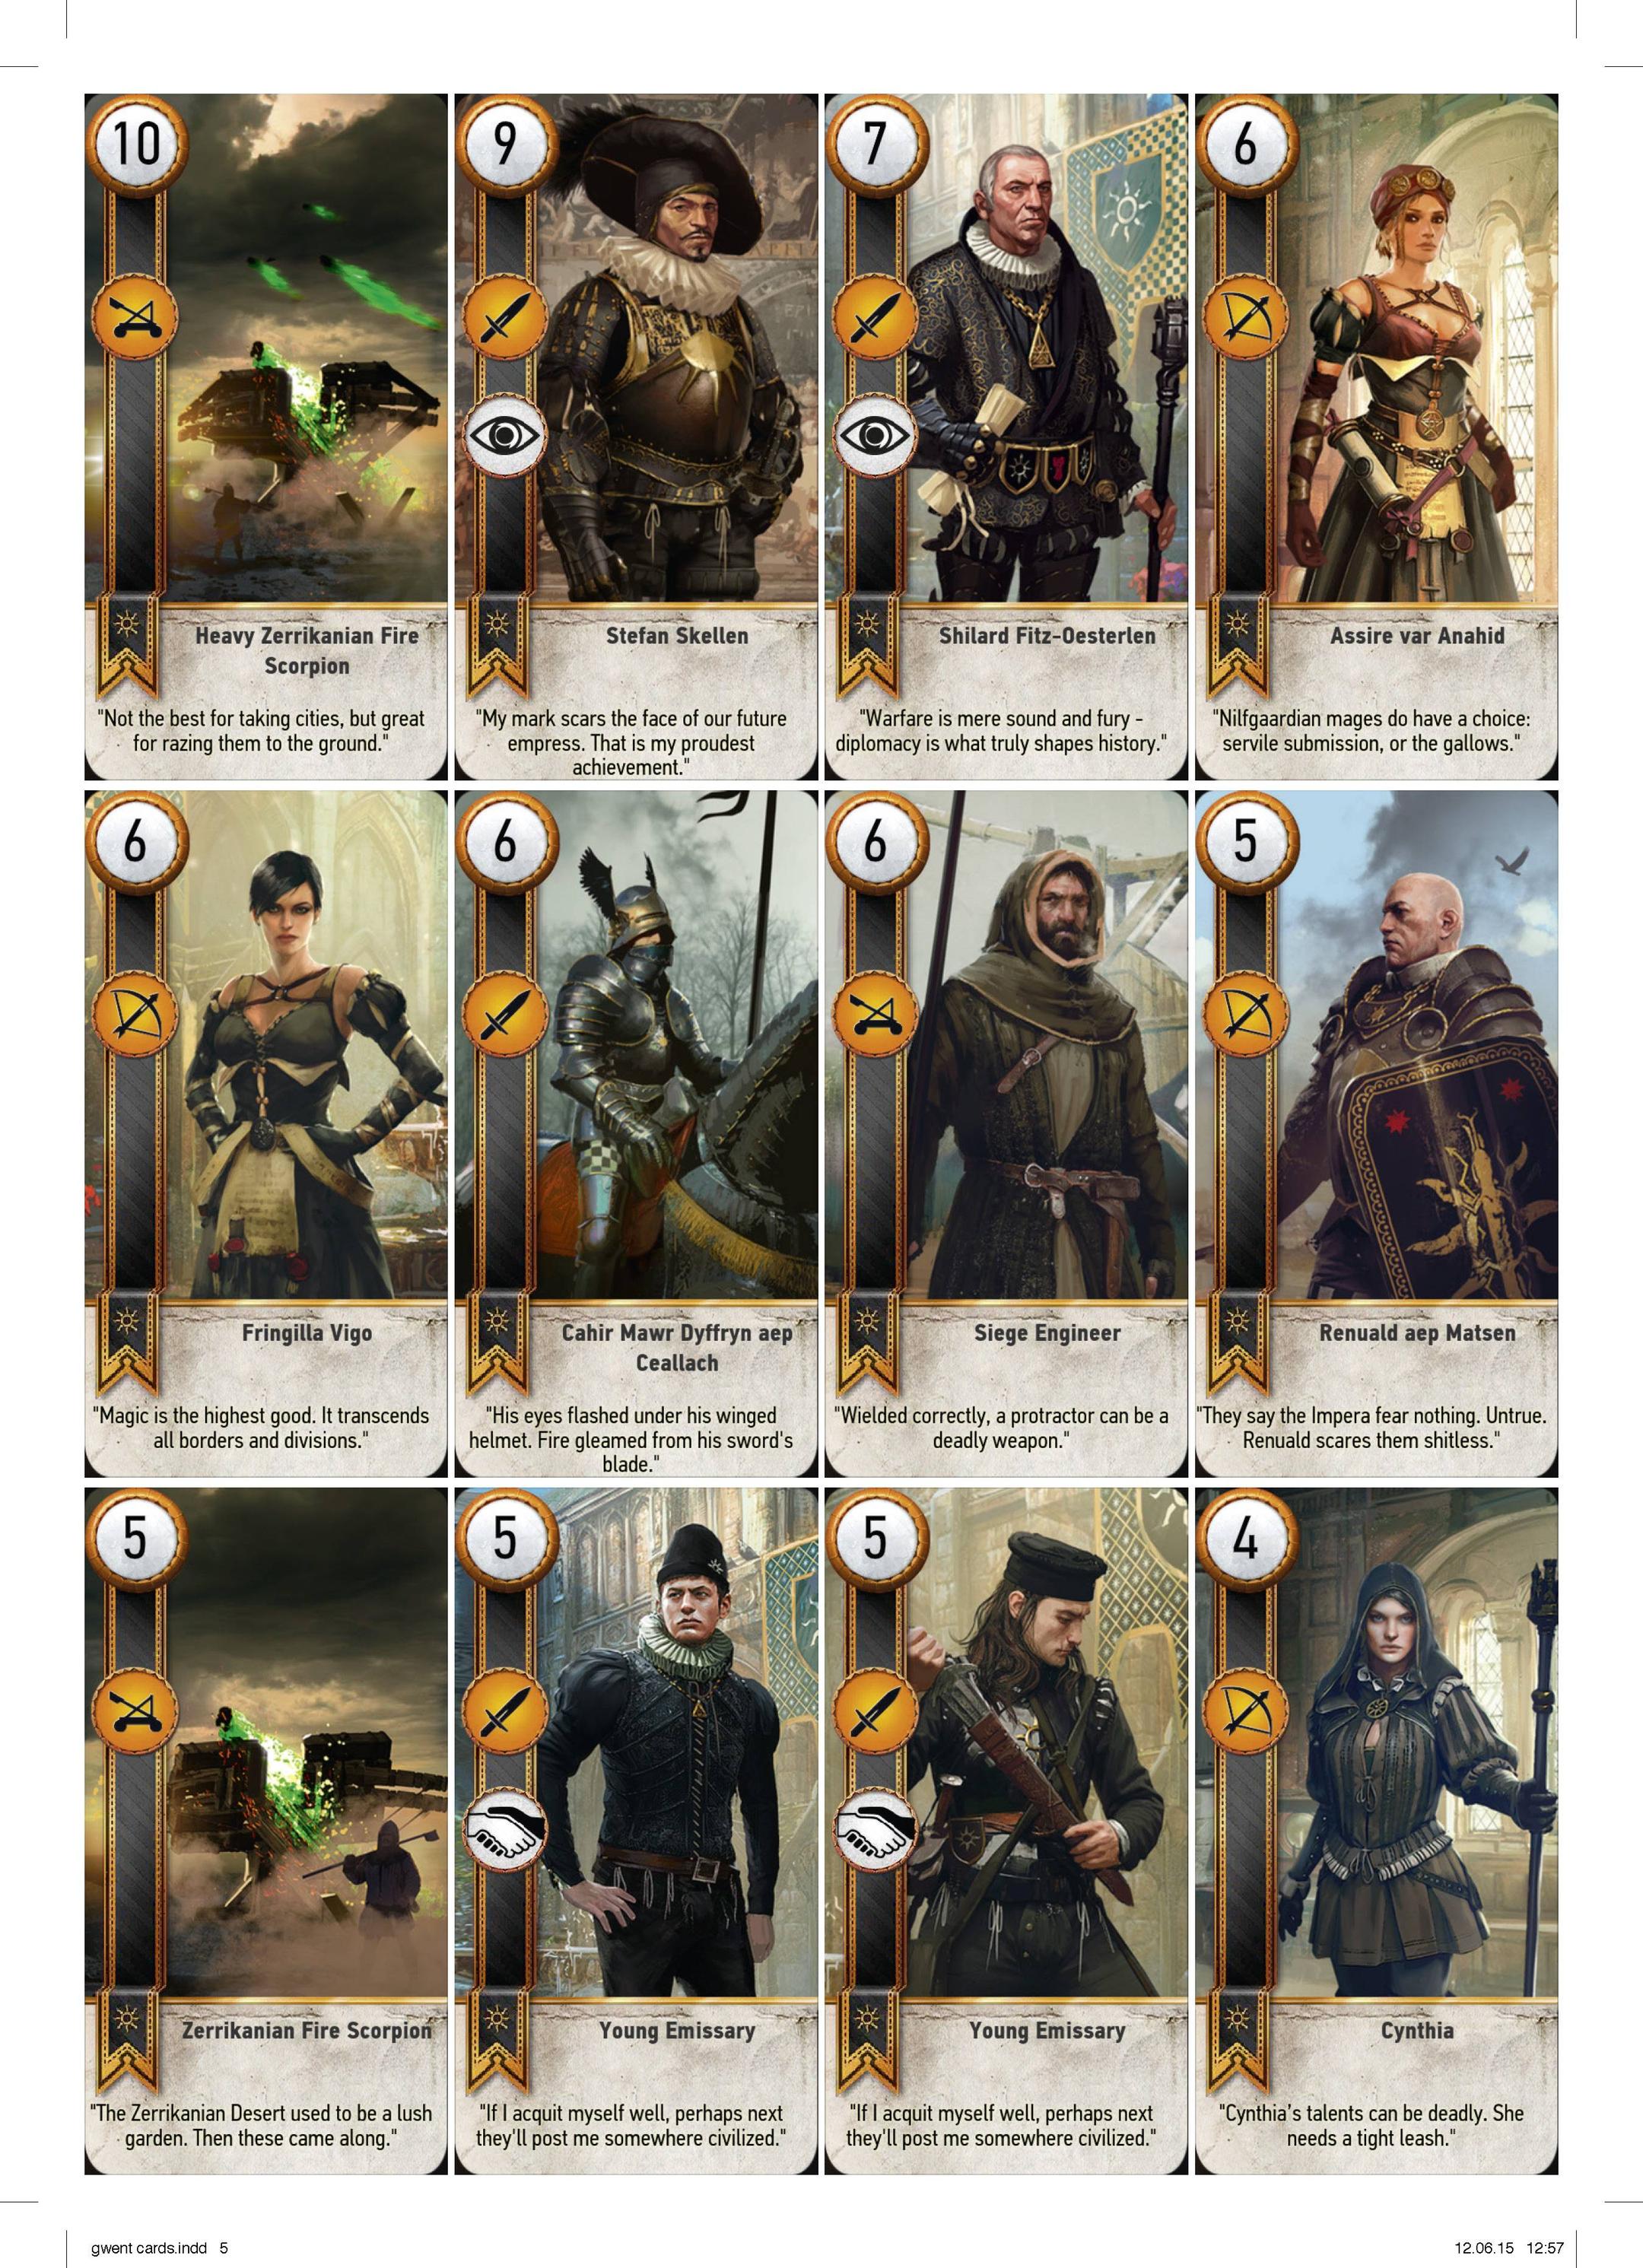 10
Heavy Zerrikanian Fire
Scorpion
"Not the best for taking cities, but great
for razing them to the ground."
9
Stefan Skellen
"My mark scars the face of our future
empress. That is my proudest
achievement."
7
Shilard Fitz-Oesterlen
"Warfare is mere sound and fury -
diplomacy is what truly shapes history."
6
Assire var Anahid
"Nilfgaardian mages do have a choice:
servile submission, or the gallows."
6
Fringilla Vigo
"Magic is the highest good. It transcends
all borders and divisions."
6
Cahir Mawr Dyffryn aep
Ceallach
"His eyes flashed under his winged
helmet. Fire gleamed from his sword's
blade."
6
Siege Engineer
"Wielded correctly, a protractor can be a
deadly weapon."
5
Renuald aep Matsen
"They say the Impera fear nothing. Untrue.
Renuald scares them shitless."
5
Zerrikanian Fire Scorpion
"The Zerrikanian Desert used to be a lush
garden. Then these came along."
5
Young Emissary
"If I acquit myself well, perhaps next
they'll post me somewhere civilized."
5
Young Emissary
"If I acquit myself well, perhaps next
they'll post me somewhere civilized."
4
Cynthia
"Cynthia's talents can be deadly. She
needs a tight leash."
gwent cards.indd 5
12.06.15 12:57